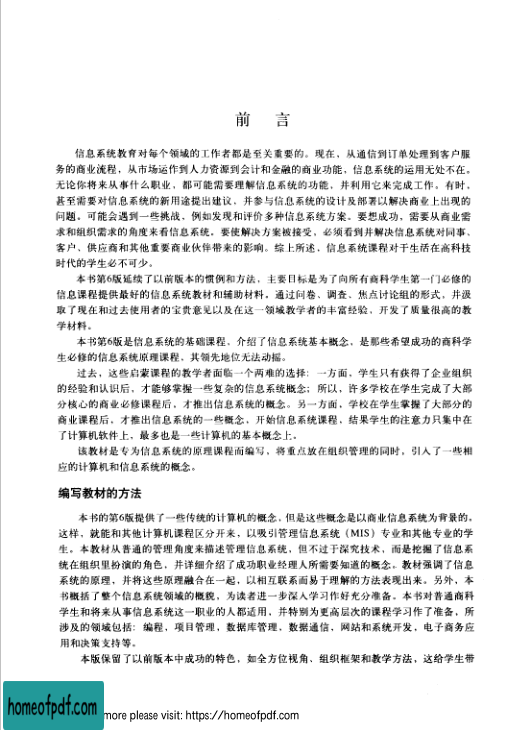 前 言
信息系统教育对每个领域的工作者都是至关重要的。现在，从通信到订单处理到客户服
务的商业流程，从市场运作到人力资源到会计和金融的商业功能，信息系统的运用无处不在。
无论你将来从事什么职业，都可能需要理解信息系统的功能，并利用它来完成工作。有时，
甚至需要对信息系统的新用途提出建议，并参与信息系统的设计及部署以解决商业上出现的
问题，可能会遇到一些挑战，例如发现和评价多种信息系统方案。要想成功，需要从商业需
求和组织需求的角度来看信息系统，要使解决方案被接受，必须看到并解决信息系统对同事、
客户、供应商和其他重要商业伙伴带来的影响。综上所述，信息系统课程对于生活在高科技
时代的学生必不可少。
本书第6版延续了以前版本的惯例和方法，主要目标是为了向所有商科学生第一门必修的
信息课程提供最好的信息系统教材和辅助材料。通过问卷、调查、焦点讨论组的形式，并汲
取了现在和过去使用者的宝贵意见以及在这一领域教学者的丰富经验，开发了质量很高的教
学材料。
本书第6版是信息系统的基础课程，介绍了信息系统基本概念，是那些希望成功的商科学
生必修的信息系统原理课程，其领先地位无法动摇。
过去，这些启蒙课程的教学者面临一个两难的选择：一方面，学生只有获得了企业组织
的经验和认识后，才能够掌握一些复杂的信息系统概念；所以，许多学校在学生完成了大部
分核心的商业必修课程后，才推出信息系统的概念。另一方面，学校在学生掌握了大部分的
商业课程后，才推出信息系统的一些概念，开始信息系统课程，结果学生的注意力只集中在
了计算机软件上，最多也是一些计算机的基本概念上。
该教材是专为信息系统的原理课程而编写，将重点放在组织管理的同时，引入了一些相
应的计算机和信息系统的概念。
编写教材的方法
本书的第6版提供了一些传统的计算机的概念，但是这些概念是以商业信息系统为背景的。
这样，就能和其他计算机课程区分开来，以吸引管理信息系统（MIS）专业和其他专业的学
生。本教材从普通的管理角度来描述管理信息系统，但不过于深究技术，而是挖掘了信息系
统在组织里扮演的角色，并详细介绍了成功职业经理人所需要知道的概念。教材强调了信息
系统的原理，并将这些原理融合在一起，以相互联系而易于理解的方法表现出来。另外，本
书概括了整个信息系统领域的概貌，为读者进一步深入学习作好充分准备。本书对普通商科
学生和将来从事信息系统这一职业的人都适用，并特别为更高层次的课程学习作了准备，所
涉及的领域包括：编程，项目管理，数据库管理，数据通信，网站和系统开发，电子商务应
用和决策支持等。
本版保留了以前版本中成功的特色，如全方位视角、组织框架和教学方法，这给学生带
homeofpdf.com
more please visit: https://homeofpdf.com